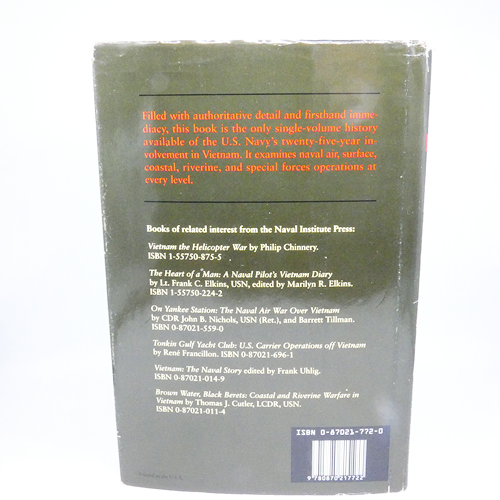 Filled with authoritative detail and firsthand imme-
diacy, this book is the only single-volume history
available of the U.S. Navy's twenty-five-year in-
volvement in Vietnam. It examines naval air, surface,
coastal, riverine, and special forces operations at
every level.
Books of related interest from the Naval Institute Press:
Vietnam the Helicopter War by Philip Chinnery.
ISBN 1-55750-875-5
The Heart of a Man: A Naval Pilot's Vietnam Diary
by Lt. Frank C. Elkins, USN, edited by Marilyn R. Elkins.
ISBN 1-55750-224-2
On Yankee Station: The Naval Air War Over Vietnam
by CDR John B. Nichols, USN (Ret.), and Barrett Tillman.
ISBN 0-87021-559-0
Tonkin Gulf Yacht Club: U.S. Carrier Operations off Vietnam
by René Francillon. ISBN 0-87021-696-1
Vietnam: The Naval Story edited by Frank Uhlig.
ISBN 0-87021-014-9
Brown Water, Black Berets: Coastal and Riverine Warfare in
Vietnam by Thomas J. Cutler, LCDR, USN.
ISBN 0-87021-011-4
ISBN 0-87021-772-0
9 780870 217722
Printed in the U.S.A.